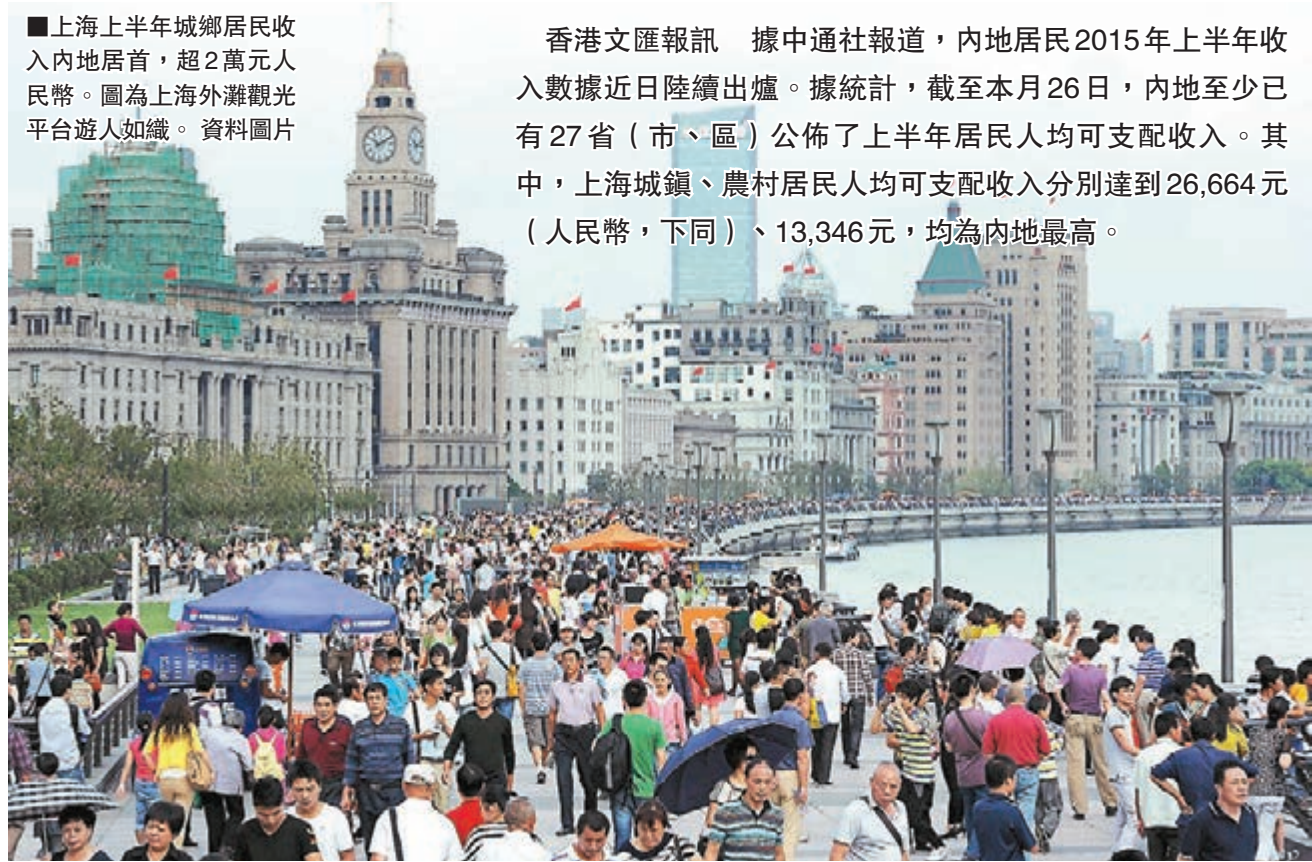 ■上海上半年城鄉居民收
入內地居首，超2萬元人
民幣。圖為上海外灘觀光
平台遊人如織。 資料圖片
香港文匯報訊　據中通社報道，內地居民2015年上半年收
入數據近日陸續出爐。據統計，截至本月26日，內地至少已
有27省（市、區）公佈了上半年居民人均可支配收入。其
中，上海城鎮、農村居民人均可支配收入分別達到26,664元
（人民幣，下同）、13,346元，均為內地最高。